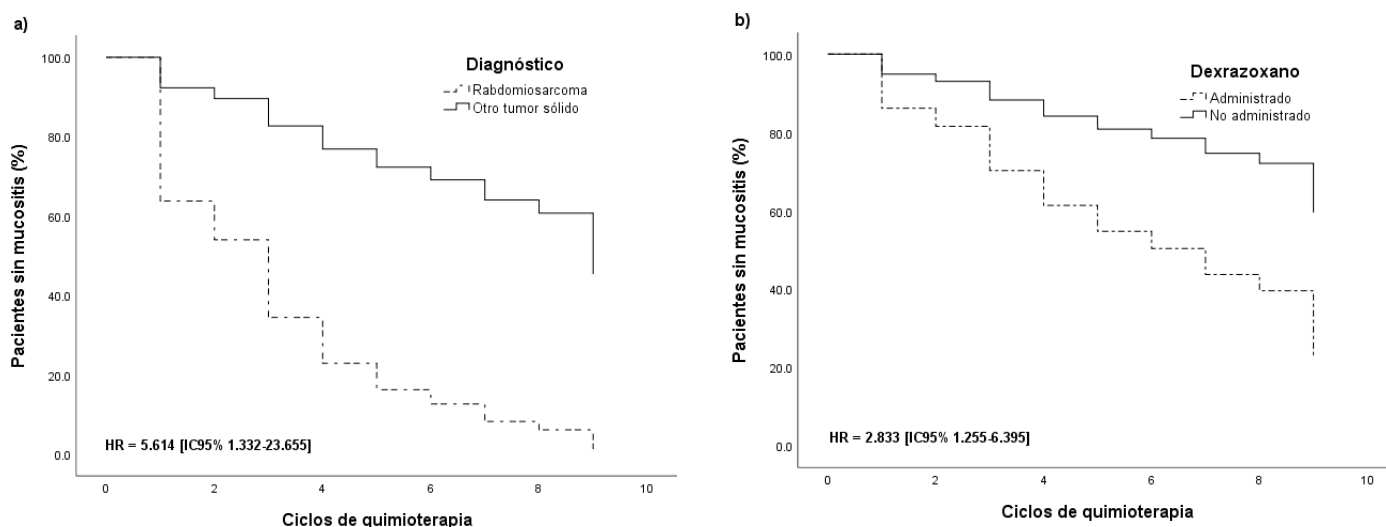 a)
Diagnóstico
Rabdomiosarcoma
Otro tumor sólido
Pacientes sin mucositis (%)
100.0
80.0
60.0
40.0
20.0
0.0
HR = 5.614 [IC95% 1.332-23.655]
0 2 4 6 8 10
Ciclos de quimioterapia
b)
Dexrazoxano
Administrado
No administrado
Pacientes sin mucositis (%)
100.0
80.0
60.0
40.0
20.0
0.0
HR = 2.833 [IC95% 1.255-6.395]
0 2 4 6 8 10
Ciclos de quimioterapia